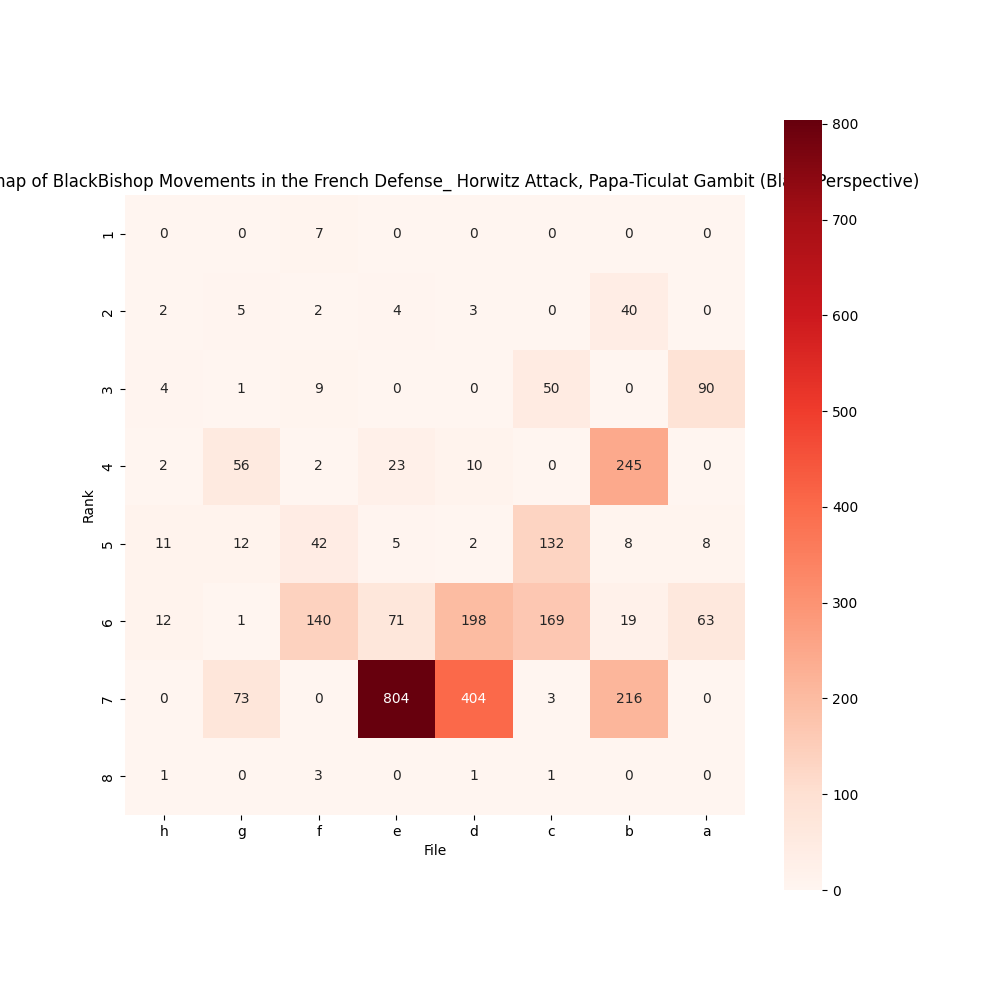 800
map of BlackBishop Movements in the French Defense_ Horwitz Attack, Papa-Ticulat Gambit (Black Perspective)
700
600
500
400
300
200
100
0
1 0 0 7 0 0 0 0 0
2 2 5 2 4 3 0 40 0
3 4 1 9 0 0 50 0 90
4 2 56 2 23 10 0 245 0
Rank
5 11 12 42 5 2 132 8 8
6 12 1 140 71 198 169 19 63
7 0 73 0 804 404 3 216 0
8 1 0 3 0 1 1 0 0
h g f e d c b a
File